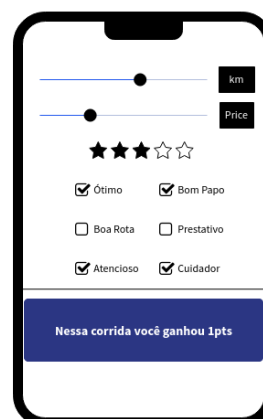 km
Price
Ótimo Bom Papo
Boa Rota Prestativo
Atencioso Cuidador
Nessa corrida você ganhou 1pts